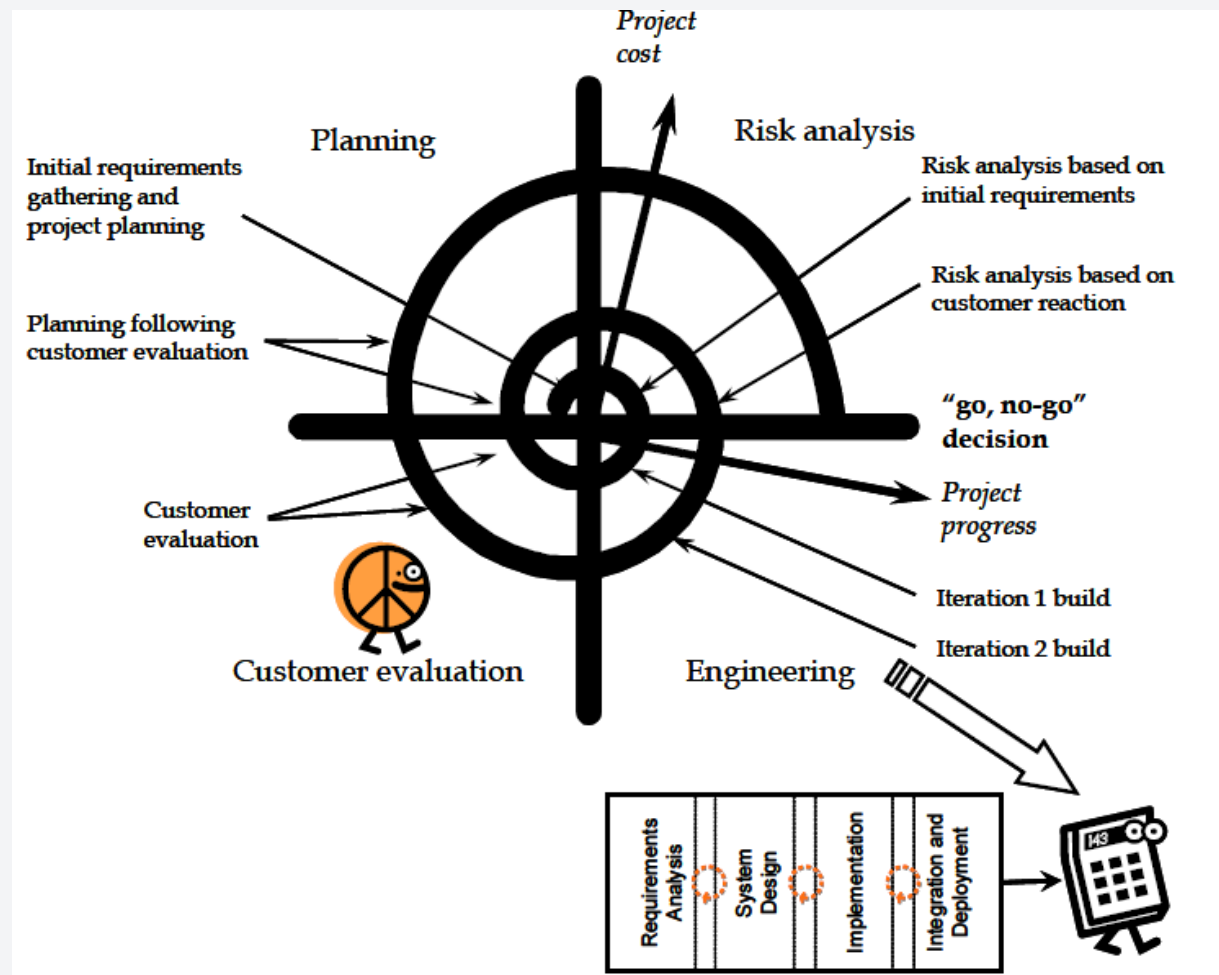 Project
cost
Planning
Risk analysis
Initial requirements
gathering and
project planning
Risk analysis based on
initial requirements
Risk analysis based on
customer reaction
Planning following
customer evaluation
"go, no-go"
decision
Project
progress
Customer
evaluation
Iteration 1 build
Iteration 2 build
Customer evaluation
Engineering
Requirements
Analysis
System
Design
Implementation
Integration and
Deployment
143